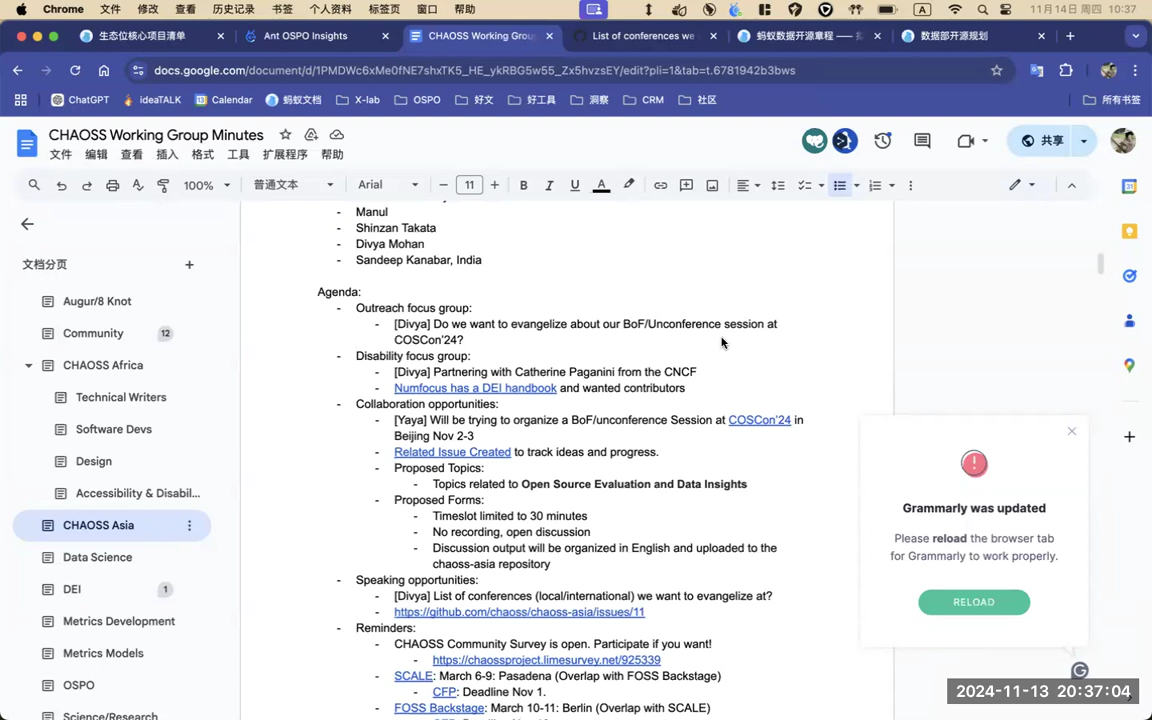 Chrome 文件 修改 查看 历史记录 书签 个人资料 标签页 窗口 帮助 A 11月14日 周四 10:37
生态位核心项目清单 × Ant OSPO Insights × CHAOSS Working Grou × List of conferences we × 蚂蚁数据开源章程 —— 拱 × 数据部开源规划 ×
docs.google.com/document/d/1PMDWc6xMe0fNE7shxTK5_HE_ykRBG5w55_Zx5hvzsEY/edit?pli=1&tab=t.6781942b3bws
ChatGPT ideaTALK Calendar 蚂蚁文档 X-lab OSPO 好文 好工具 洞察 CRM 社区 所有书签
CHAOSS Working Group Minutes
文件 编辑 查看 插入 格式 工具 扩展程序 帮助
共享
100% 普通文本 Arial 11 B I U A
文档分页
Augur/8 Knot
Community 12
CHAOSS Africa
Technical Writers
Software Devs
Design
Accessibility & Disabil...
CHAOSS Asia
Data Science
DEI 1
Metrics Development
Metrics Models
OSPO
Science/Research
- Manul
- Shinzan Takata
- Divya Mohan
- Sandeep Kanabar, India
Agenda:
- Outreach focus group:
- [Divya] Do we want to evangelize about our BoF/Unconference session at
COSCon'24?
- Disability focus group:
- [Divya] Partnering with Catherine Paganini from the CNCF
- Numfocus has a DEI handbook and wanted contributors
- Collaboration opportunities:
- [Yaya] Will be trying to organize a BoF/unconference Session at COSCon'24 in
Beijing Nov 2-3
- Related Issue Created to track ideas and progress.
- Proposed Topics:
- Topics related to Open Source Evaluation and Data Insights
- Proposed Forms:
- Timeslot limited to 30 minutes
- No recording, open discussion
- Discussion output will be organized in English and uploaded to the
chaoss-asia repository
- Speaking opportunities:
- [Divya] List of conferences (local/international) we want to evangelize at?
- https://github.com/chaoss/chaoss-asia/issues/11
- Reminders:
- CHAOSS Community Survey is open. Participate if you want!
- https://chaossproject.limesurvey.net/925339
- SCALE: March 6-9: Pasadena (Overlap with FOSS Backstage)
- CFP: Deadline Nov 1.
- FOSS Backstage: March 10-11: Berlin (Overlap with SCALE)
Grammarly was updated
Please reload the browser tab
for Grammarly to work properly.
RELOAD
2024-11-13 20:37:04